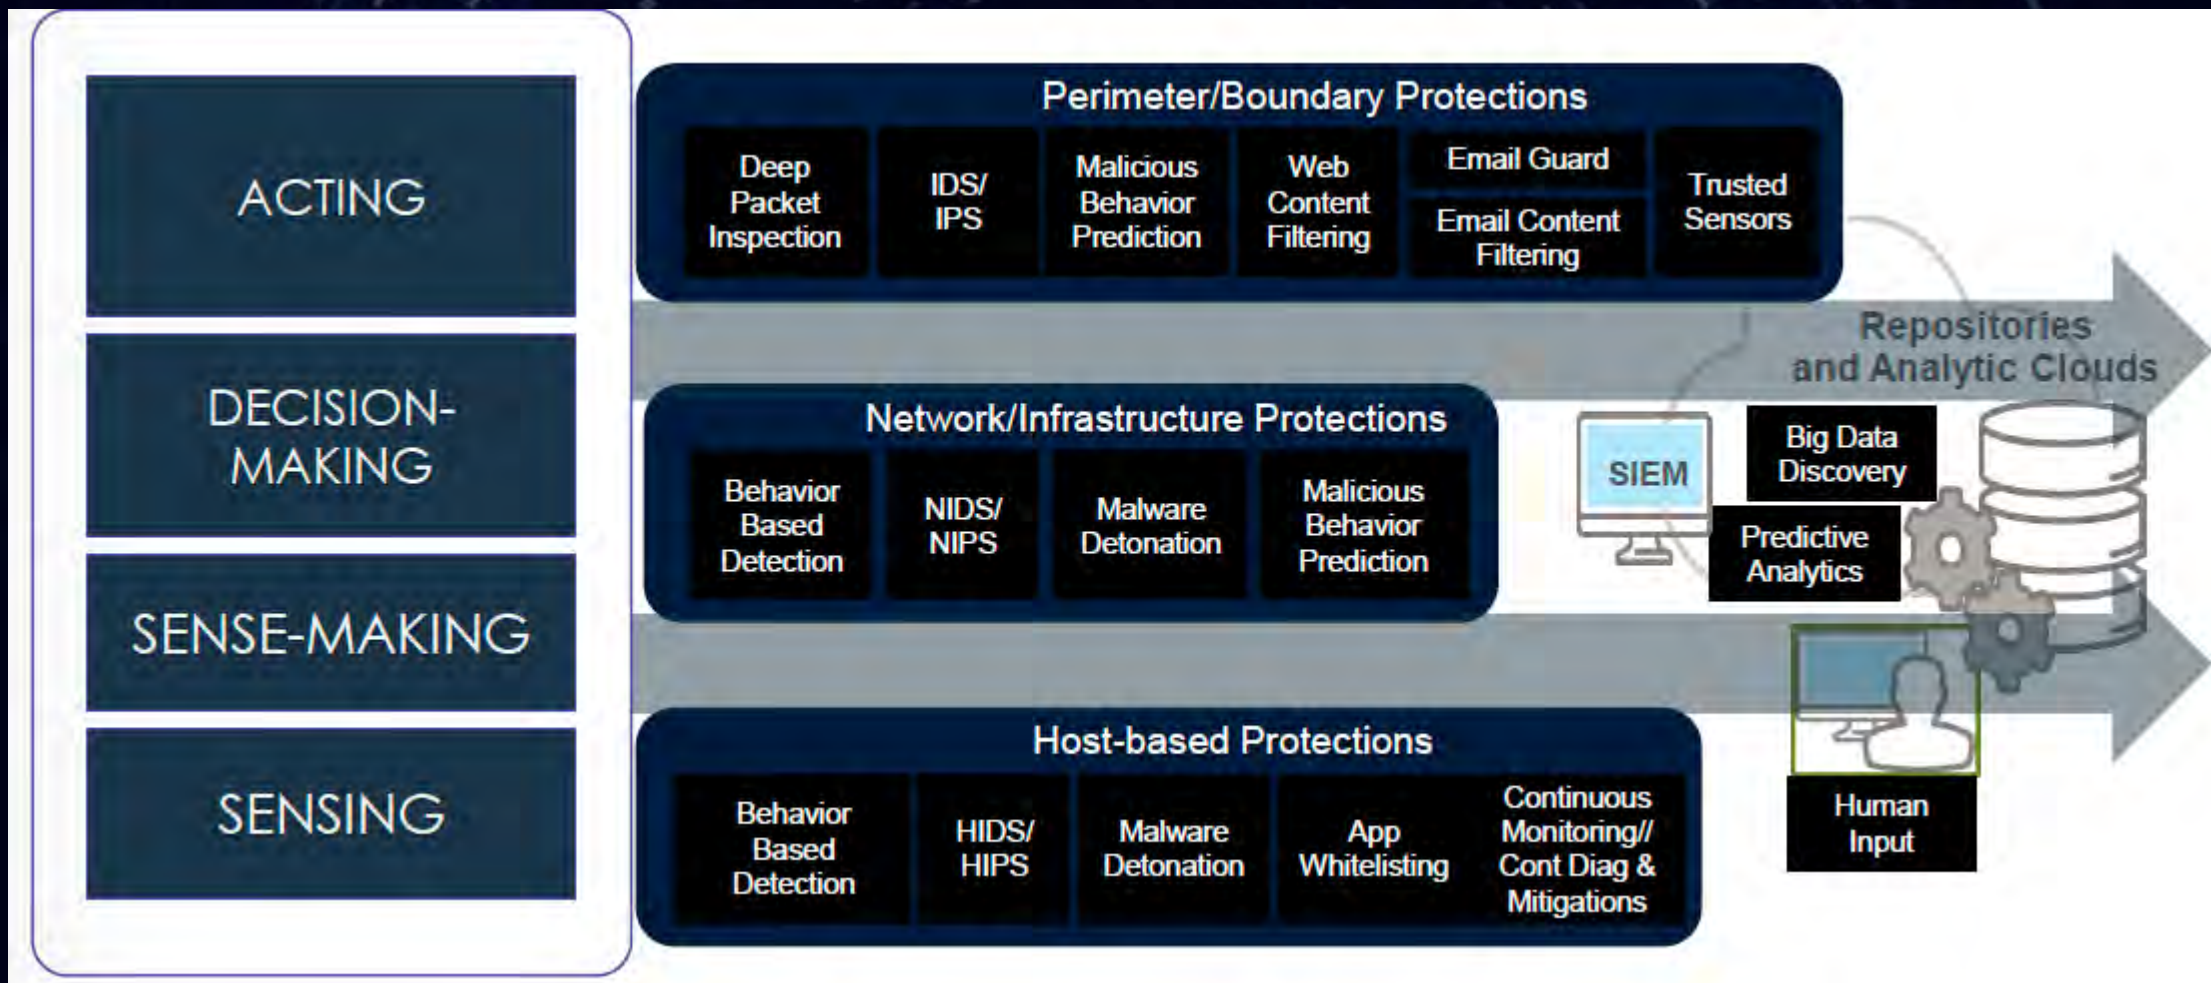 ACTING
DECISION-
MAKING
SENSE-MAKING
SENSING
Perimeter/Boundary Protections
Deep
Packet
Inspection
IDS/
IPS
Malicious
Behavior
Prediction
Web
Content
Filtering
Email Guard
Email Content
Filtering
Trusted
Sensors
Repositories
and Analytic Clouds
Network/Infrastructure Protections
Behavior
Based
Detection
NIDS/
NIPS
Malware
Detonation
Malicious
Behavior
Prediction
SIEM
Big Data
Discovery
Predictive
Analytics
Host-based Protections
Behavior
Based
Detection
HIDS/
HIPS
Malware
Detonation
App
Whitelisting
Continuous
Monitoring//
Cont Diag &
Mitigations
Human
Input